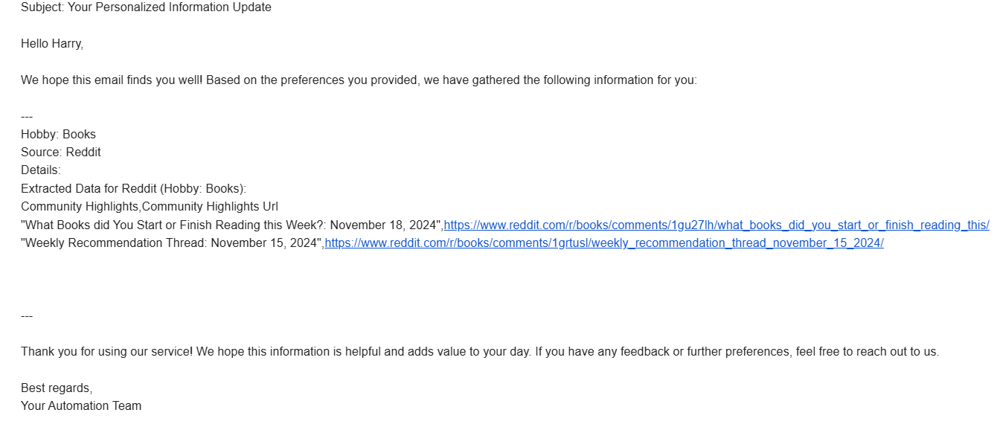 Subject: Your Personalized Information Update
Hello Harry,
We hope this email finds you well! Based on the preferences you provided, we have gathered the following information for you:
---
Hobby: Books
Source: Reddit
Details:
Extracted Data for Reddit (Hobby: Books):
Community Highlights,Community Highlights Url
"What Books did You Start or Finish Reading this Week?: November 18, 2024",https://www.reddit.com/r/books/comments/1gu27lh/what_books_did_you_start_or_finish_reading_this/
"Weekly Recommendation Thread: November 15, 2024",https://www.reddit.com/r/books/comments/1grtusl/weekly_recommendation_thread_november_15_2024/
---
Thank you for using our service! We hope this information is helpful and adds value to your day. If you have any feedback or further preferences, feel free to reach out to us.
Best regards,
Your Automation Team